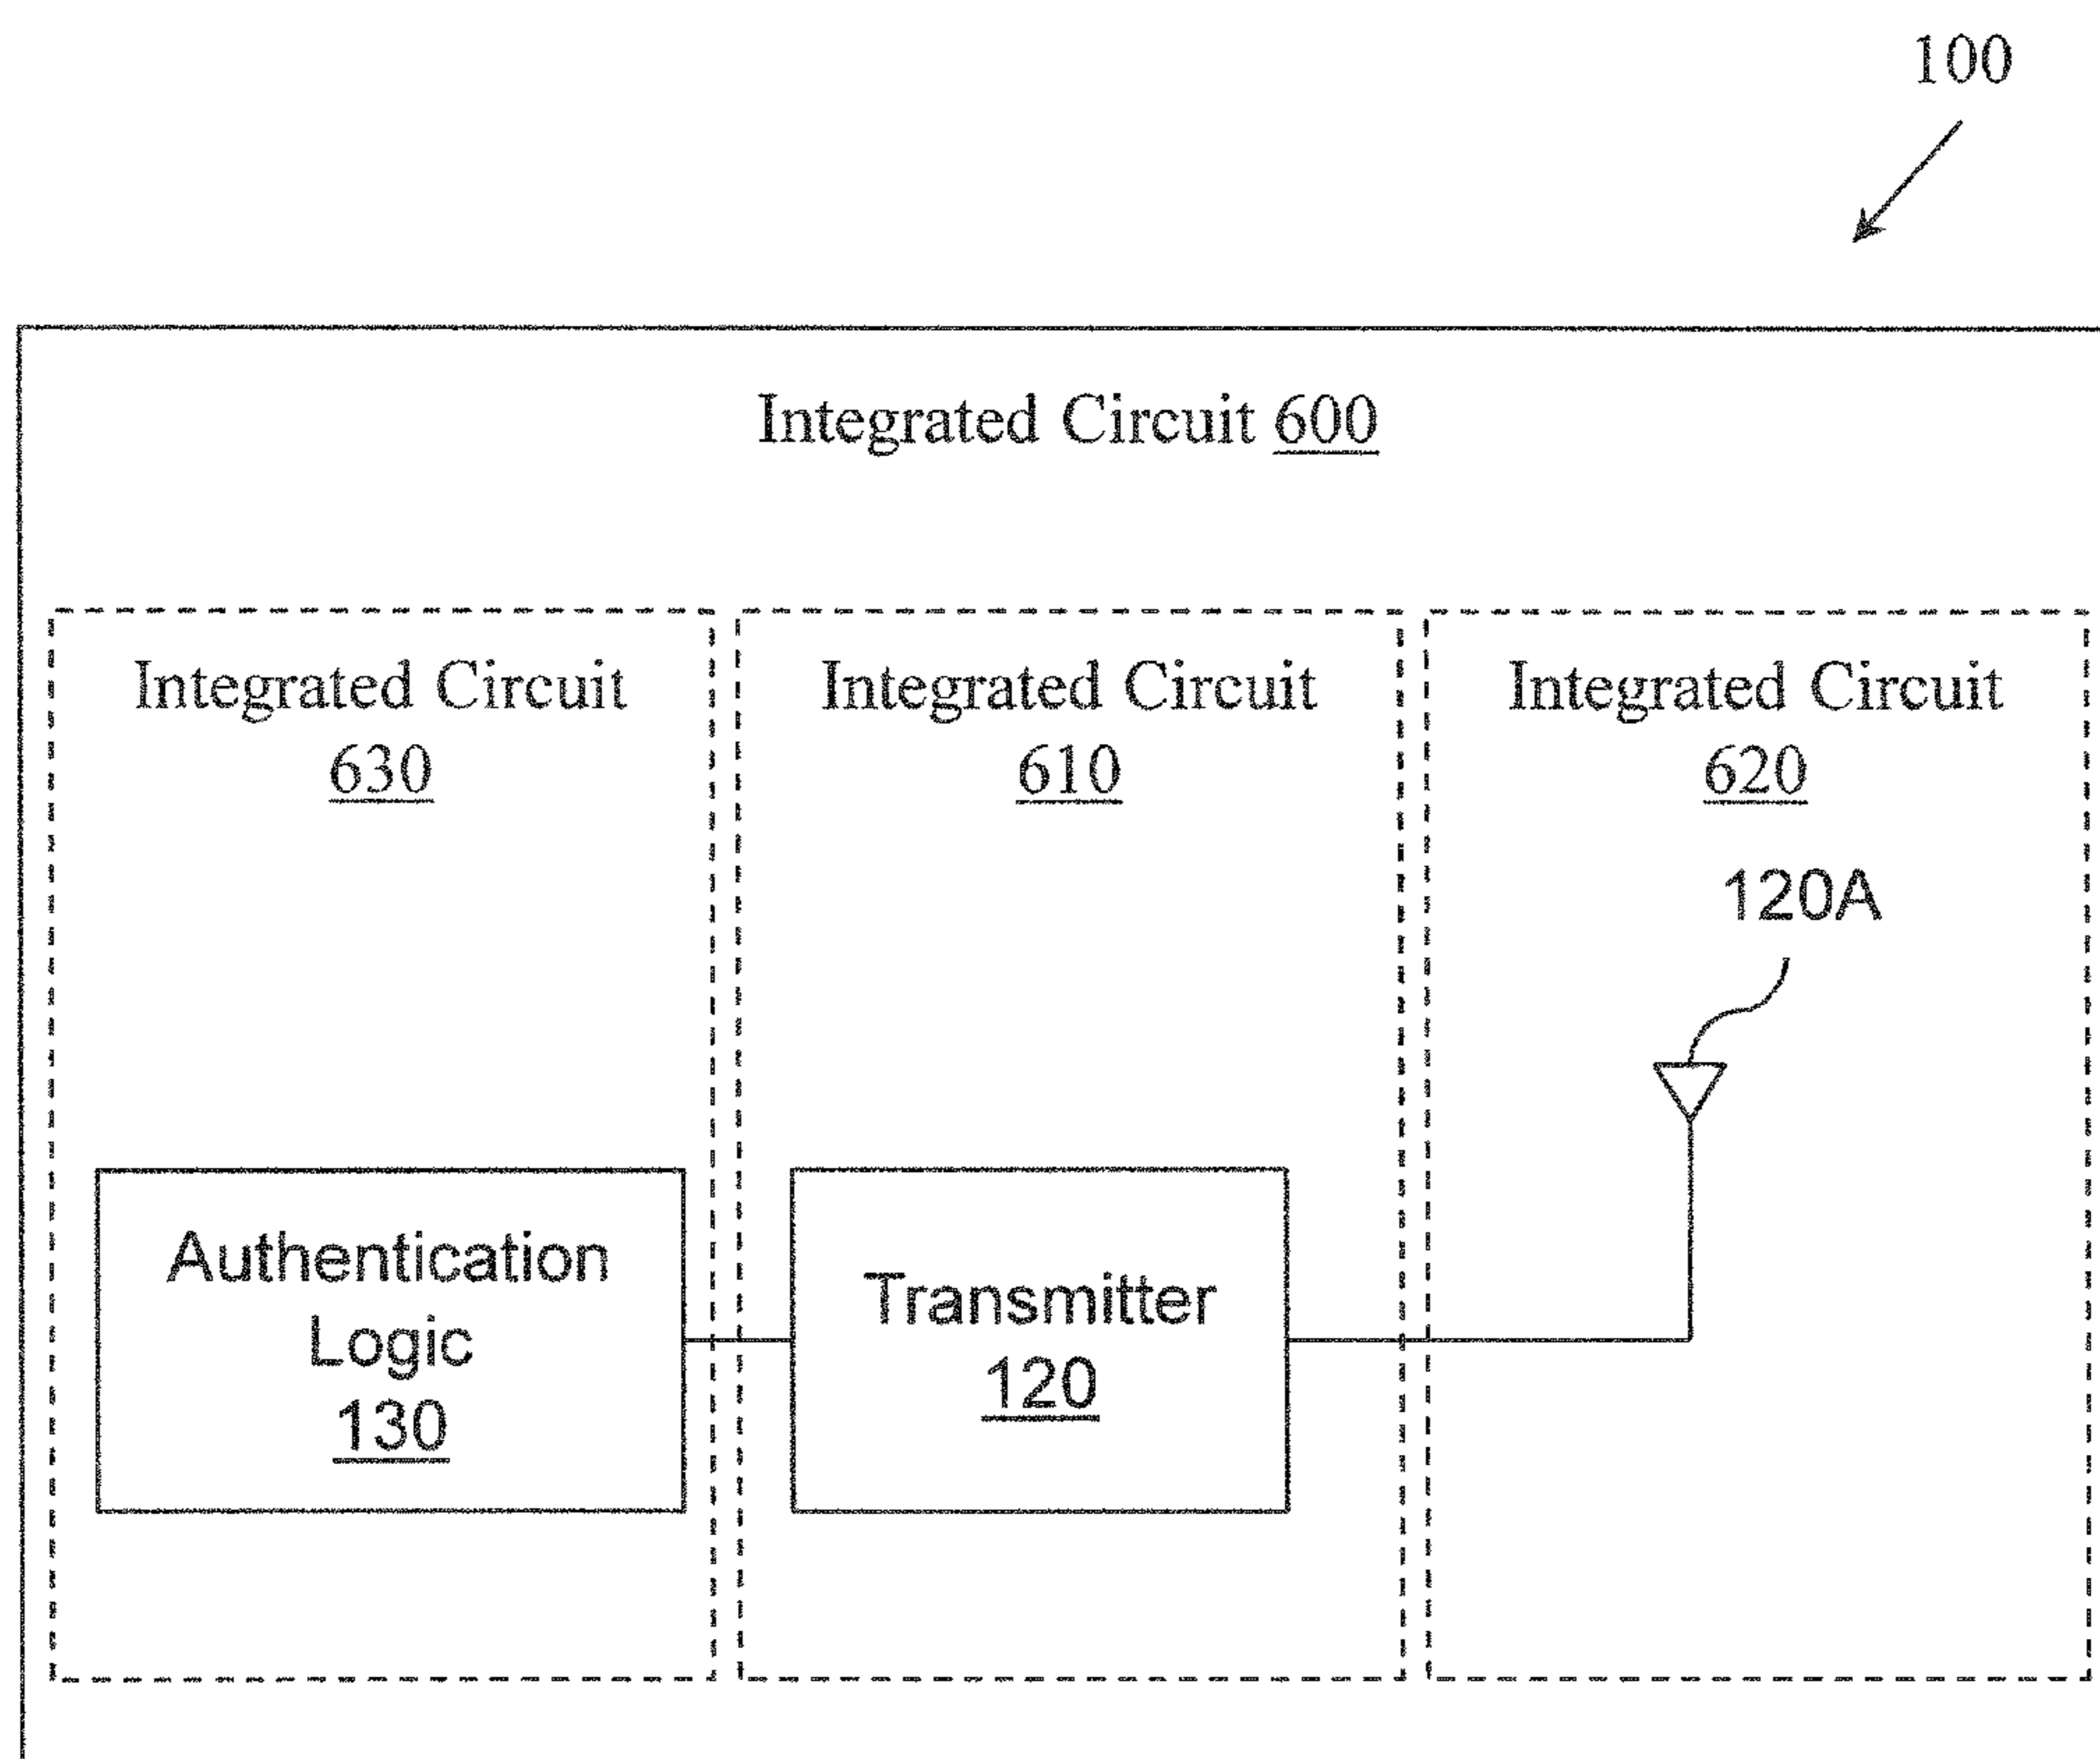 100
Integrated Circuit 600
Integrated Circuit
630
Integrated Circuit
610
Integrated Circuit
620
120A
Authentication
Logic
130
Transmitter
120